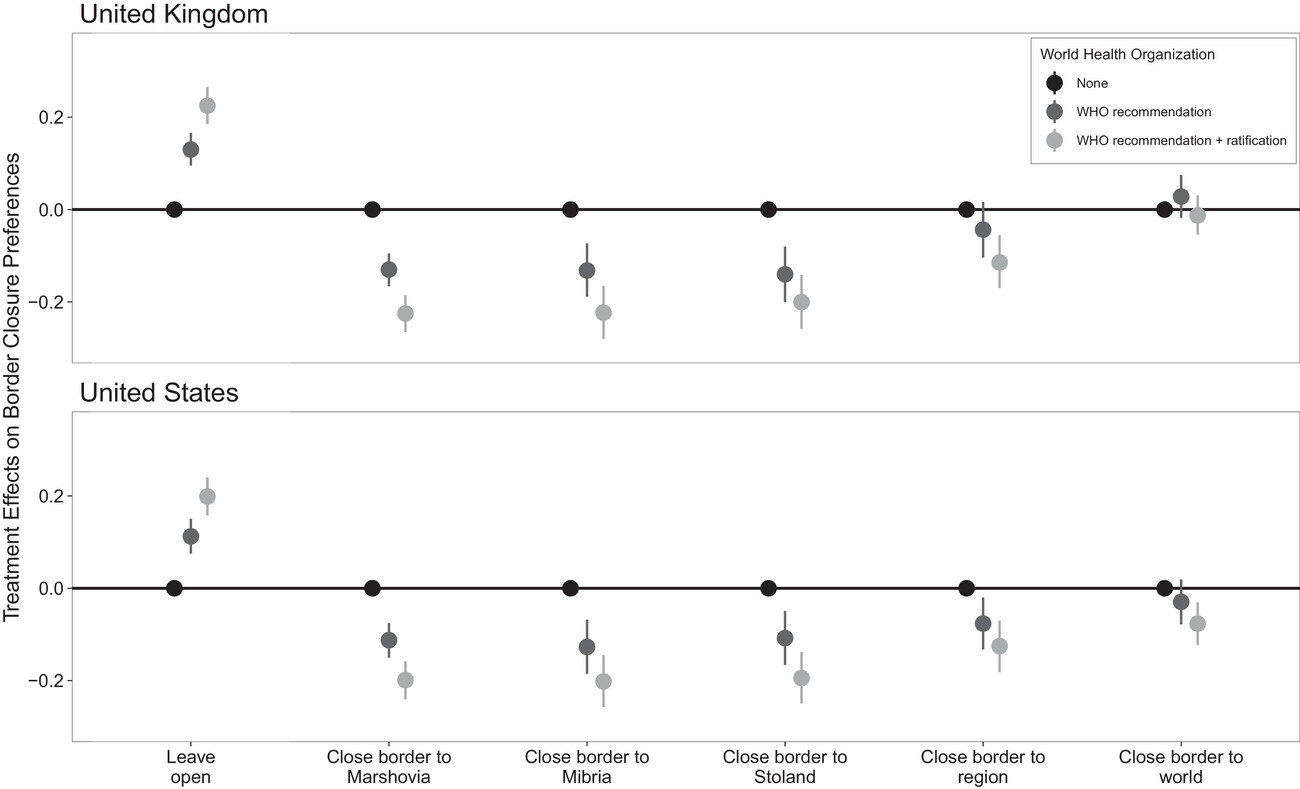 United Kingdom
World Health Organization
None
WHO recommendation
WHO recommendation + ratification
0.2
0.0
−0.2
Treatment Effects on Border Closure Preferences
United States
0.2
0.0
−0.2
Leave
open
Close border to
Marshovia
Close border to
Mibria
Close border to
Stoland
Close border to
region
Close border to
world